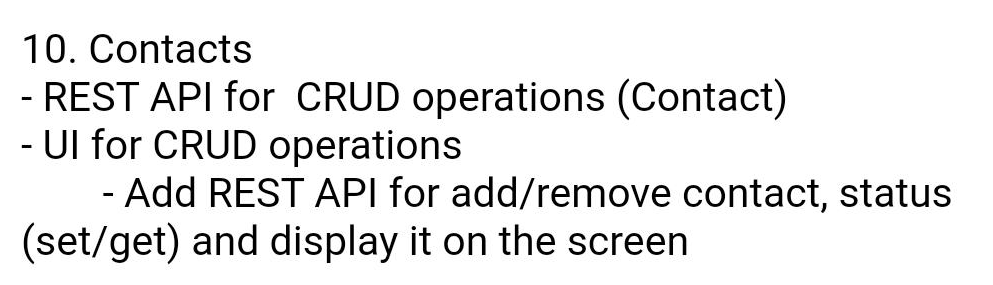 10. Contacts
- REST API for  CRUD operations (Contact)
- UI for CRUD operations
- Add REST API for add/remove contact, status
(set/get) and display it on the screen